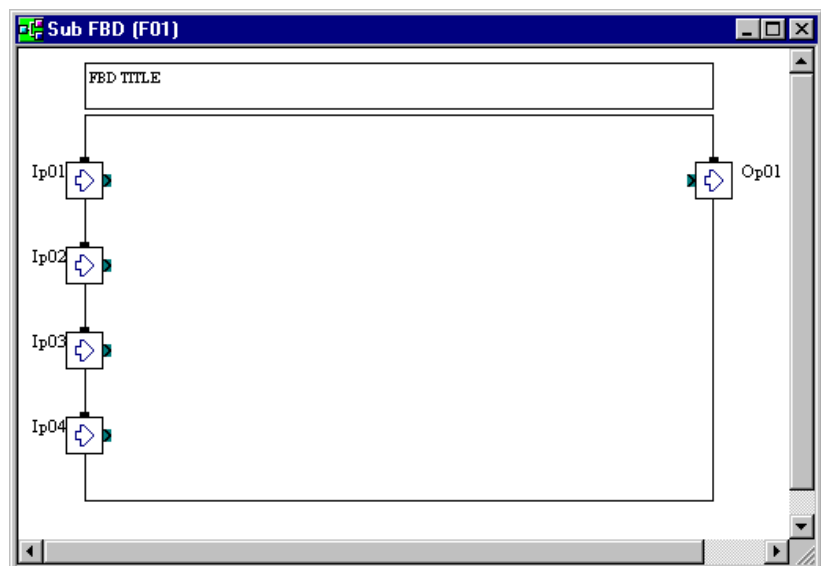 Sub FBD (F01)
FBD TITLE
Ip01
Op01
Ip02
Ip03
Ip04